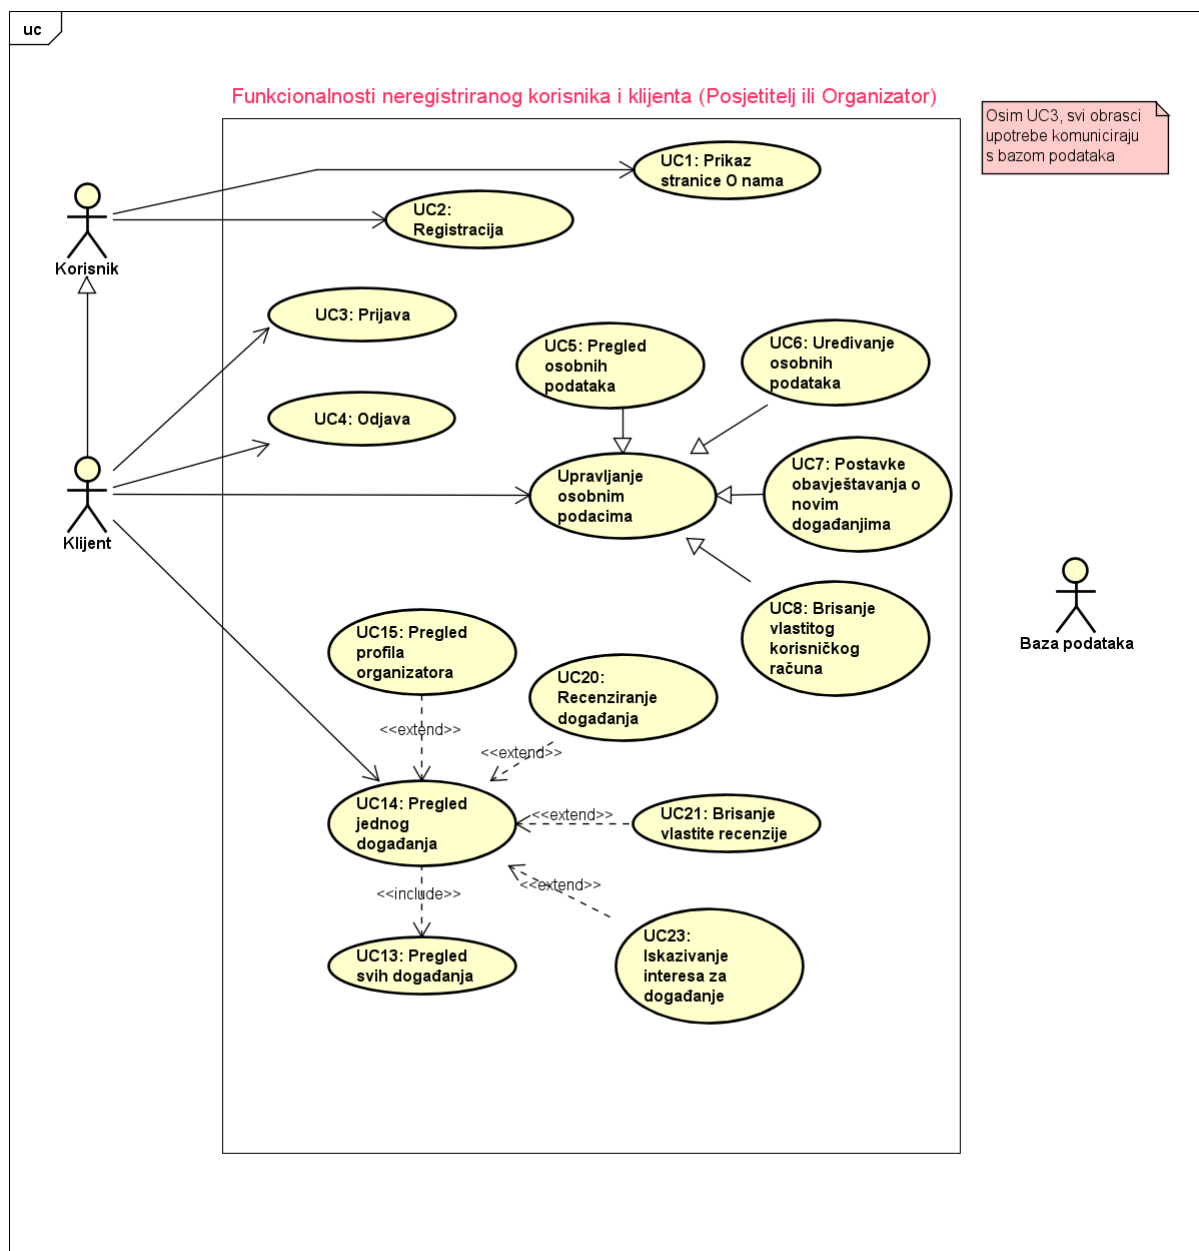 uc
Funkcionalnosti neregistriranog korisnika i klijenta (Posjetitelj ili Organizator)
Osim UC3, svi obrasci
upotrebe komuniciraju
s bazom podataka
UC1: Prikaz
stranice O nama
UC2:
Registracija
Korisnik
UC3: Prijava
UC5: Pregled
osobnih
podataka
UC6: Uređivanje
osobnih
podataka
UC4: Odjava
Upravljanje
osobnim
podacima
UC7: Postavke
obavještavanja o
novim
događanjima
Klijent
UC8: Brisanje
vlastitog
korisničkog
računa
Baza podataka
UC15: Pregled
profila
organizatora
UC20:
Recenziranje
događanja
<<extend>>
<<extend>>
UC14: Pregled
jednog
događanja
<<extend>>
UC21: Brisanje
vlastite recenzije
<<include>>
<<extend>>
UC13: Pregled
svih događanja
UC23:
Iskazivanje
interesa za
događanje